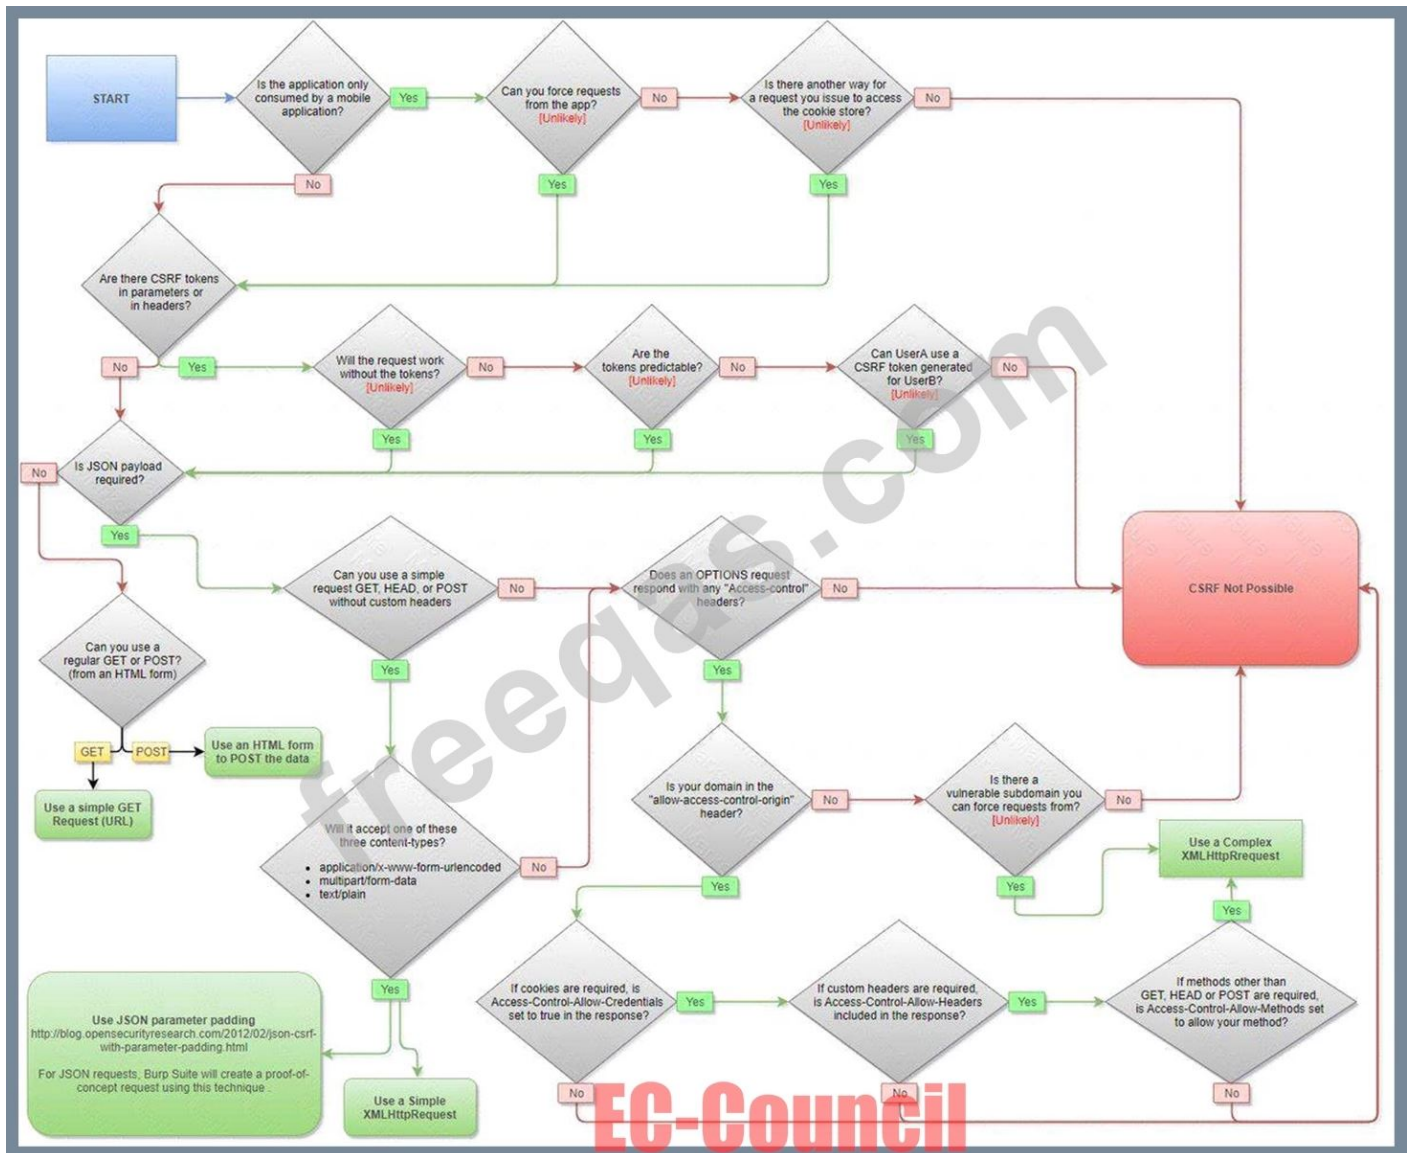 START
Is the application only
consumed by a mobile
application?
Yes
Can you force requests
from the app?
[Unlikely]
No
Is there another way for
a request you issue to access
the cookie store?
[Unlikely]
No
No
Yes
Yes
Are there CSRF tokens
in parameters or
in headers?
No
Yes
Will the request work
without the tokens?
[Unlikely]
No
Are the
tokens predictable?
[Unlikely]
No
Can UserA use a
CSRF token generated
for UserB?
[Unlikely]
No
Yes
Yes
Yes
No
Is JSON payload
required?
Yes
Can you use a simple
request GET, HEAD, or POST
without custom headers
No
Does an OPTIONS request
respond with any "Access-control"
headers?
No
CSRF Not Possible
Can you use a
regular GET or POST?
(from an HTML form)
Yes
Yes
GET
POST
Use an HTML form
to POST the data
Use a simple GET
Request (URL)
Is your domain in the
"allow-access-control-origin"
header?
No
Is there a
vulnerable subdomain you
can force requests from?
[Unlikely]
No
Will it accept one of these
three content-types?
• application/x-www-form-urlencoded
• multipart/form-data
• text/plain
No
Use a Complex
XMLHttpRrequest
Yes
Yes
Yes
If cookies are required, is
Access-Control-Allow-Credentials
set to true in the response?
Yes
If custom headers are required,
is Access-Control-Allow-Headers
included in the response?
Yes
If methods other than
GET, HEAD or POST are required,
is Access-Control-Allow-Methods set
to allow your method?
Yes
Use JSON parameter padding
http://blog.opensecurityresearch.com/2012/02/json-csrf-
with-parameter-padding.html
For JSON requests, Burp Suite will create a proof-of-
concept request using this technique .
Use a Simple
XMLHttpRequest
No
No
No
freeqas.com
EC-Council